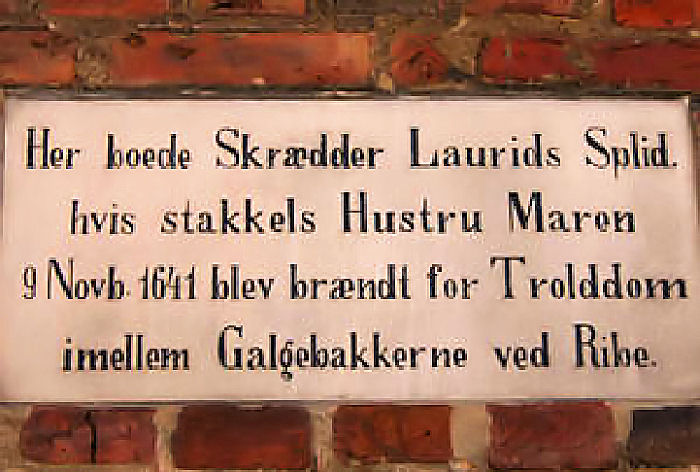 Her boede Skrædder Laurids Splid.
hvis stakkels Hustru Maren
9 Novb. 1641 blev brændt for Trolddom
imellem Galgebakkerne ved Ribe.